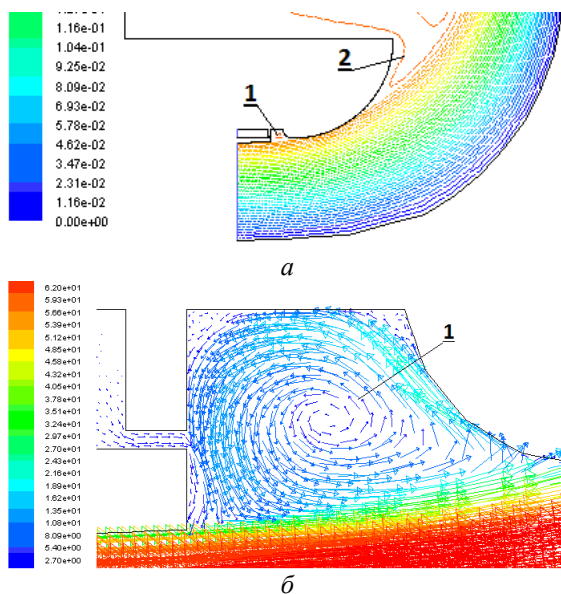 1.16e-01
1.04e-01
9.25e-02
8.09e-02
6.93e-02
5.78e-02
4.62e-02
3.47e-02
2.31e-02
1.16e-02
0.00e+00
2
1
а
6.20e+01
5.93e+01
5.66e+01
5.39e+01
5.12e+01
4.85e+01
4.58e+01
4.32e+01
4.05e+01
3.78e+01
3.51e+01
3.24e+01
2.97e+01
2.70e+01
2.43e+01
2.16e+01
1.89e+01
1.62e+01
1.35e+01
1.08e+01
8.09e+00
5.40e+00
2.70e+00
1
б